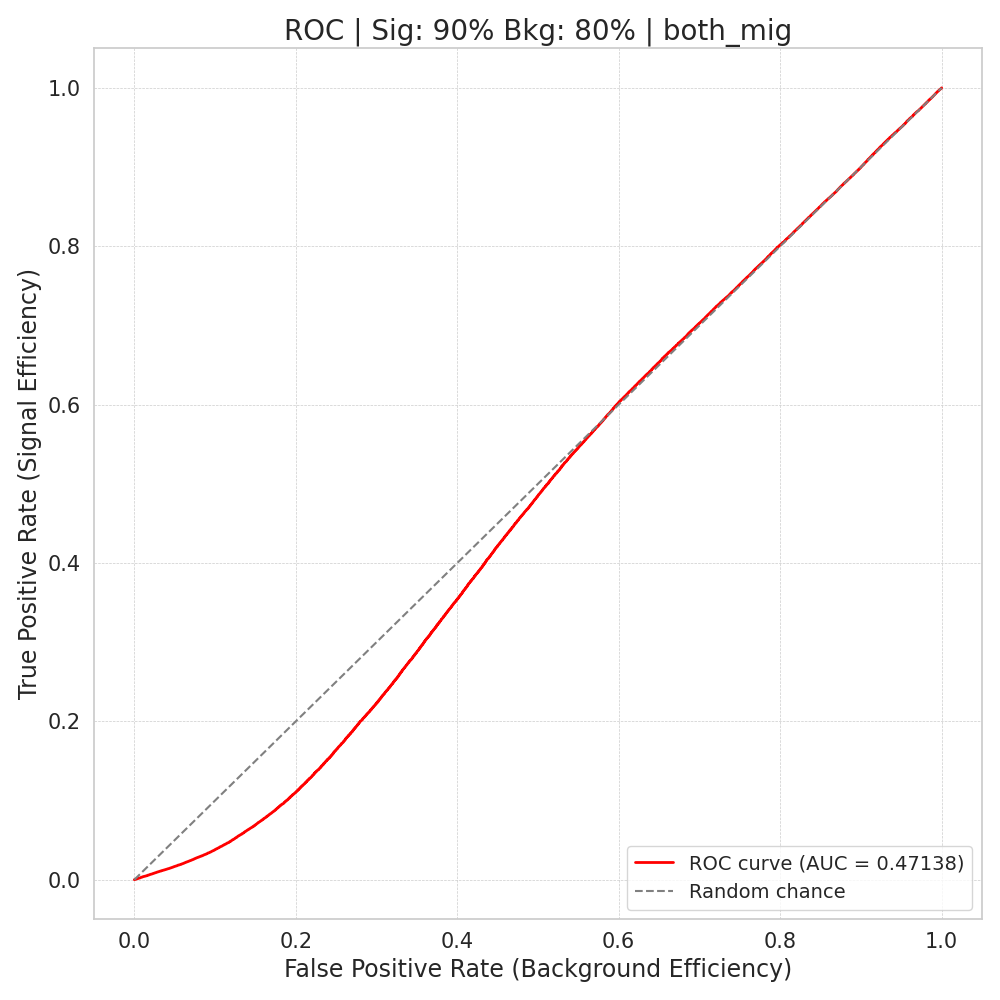 ROC | Sig: 90% Bkg: 80% | both_mig
True Positive Rate (Signal Efficiency)
1.0
0.8
0.6
0.4
0.2
0.0
ROC curve (AUC = 0.47138)
Random chance
0.0 0.2 0.4 0.6 0.8 1.0
False Positive Rate (Background Efficiency)